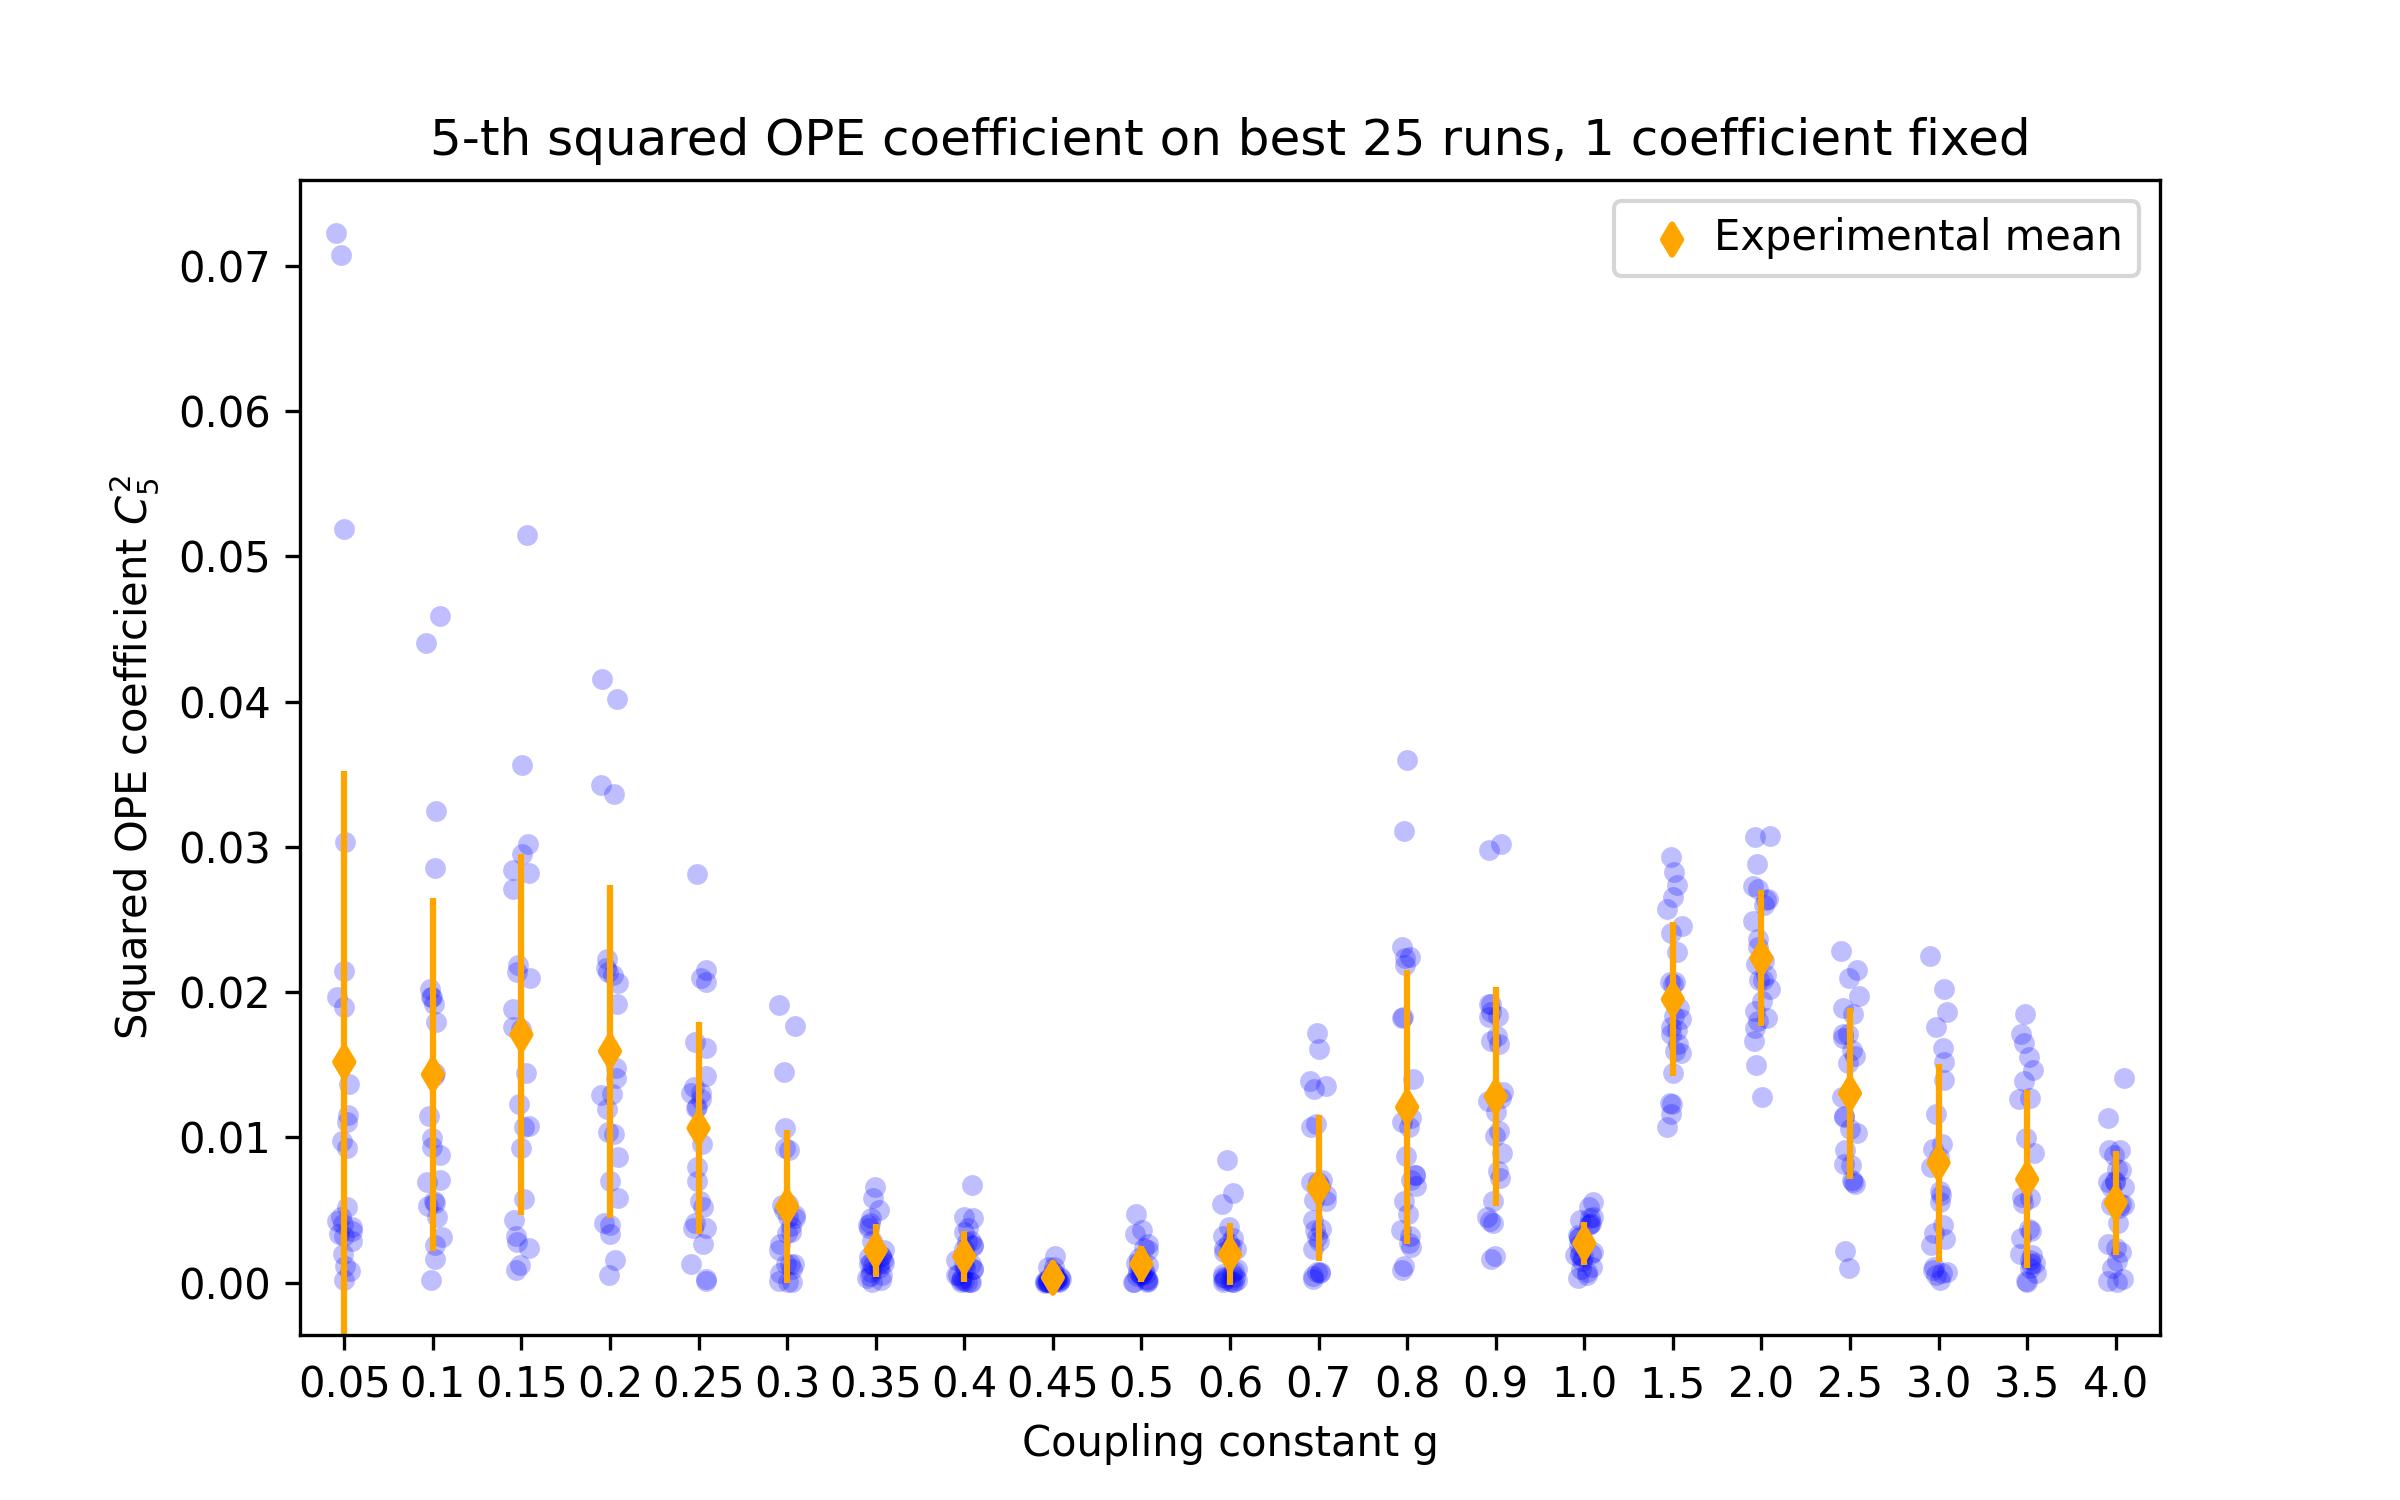 5-th squared OPE coefficient on best 25 runs, 1 coefficient fixed
Experimental mean
Squared OPE coefficient $C_5^2$
0.07
0.06
0.05
0.04
0.03
0.02
0.01
0.00
0.05 0.1 0.15 0.2 0.25 0.3 0.35 0.4 0.45 0.5 0.6 0.7 0.8 0.9 1.0 1.5 2.0 2.5 3.0 3.5 4.0
Coupling constant g